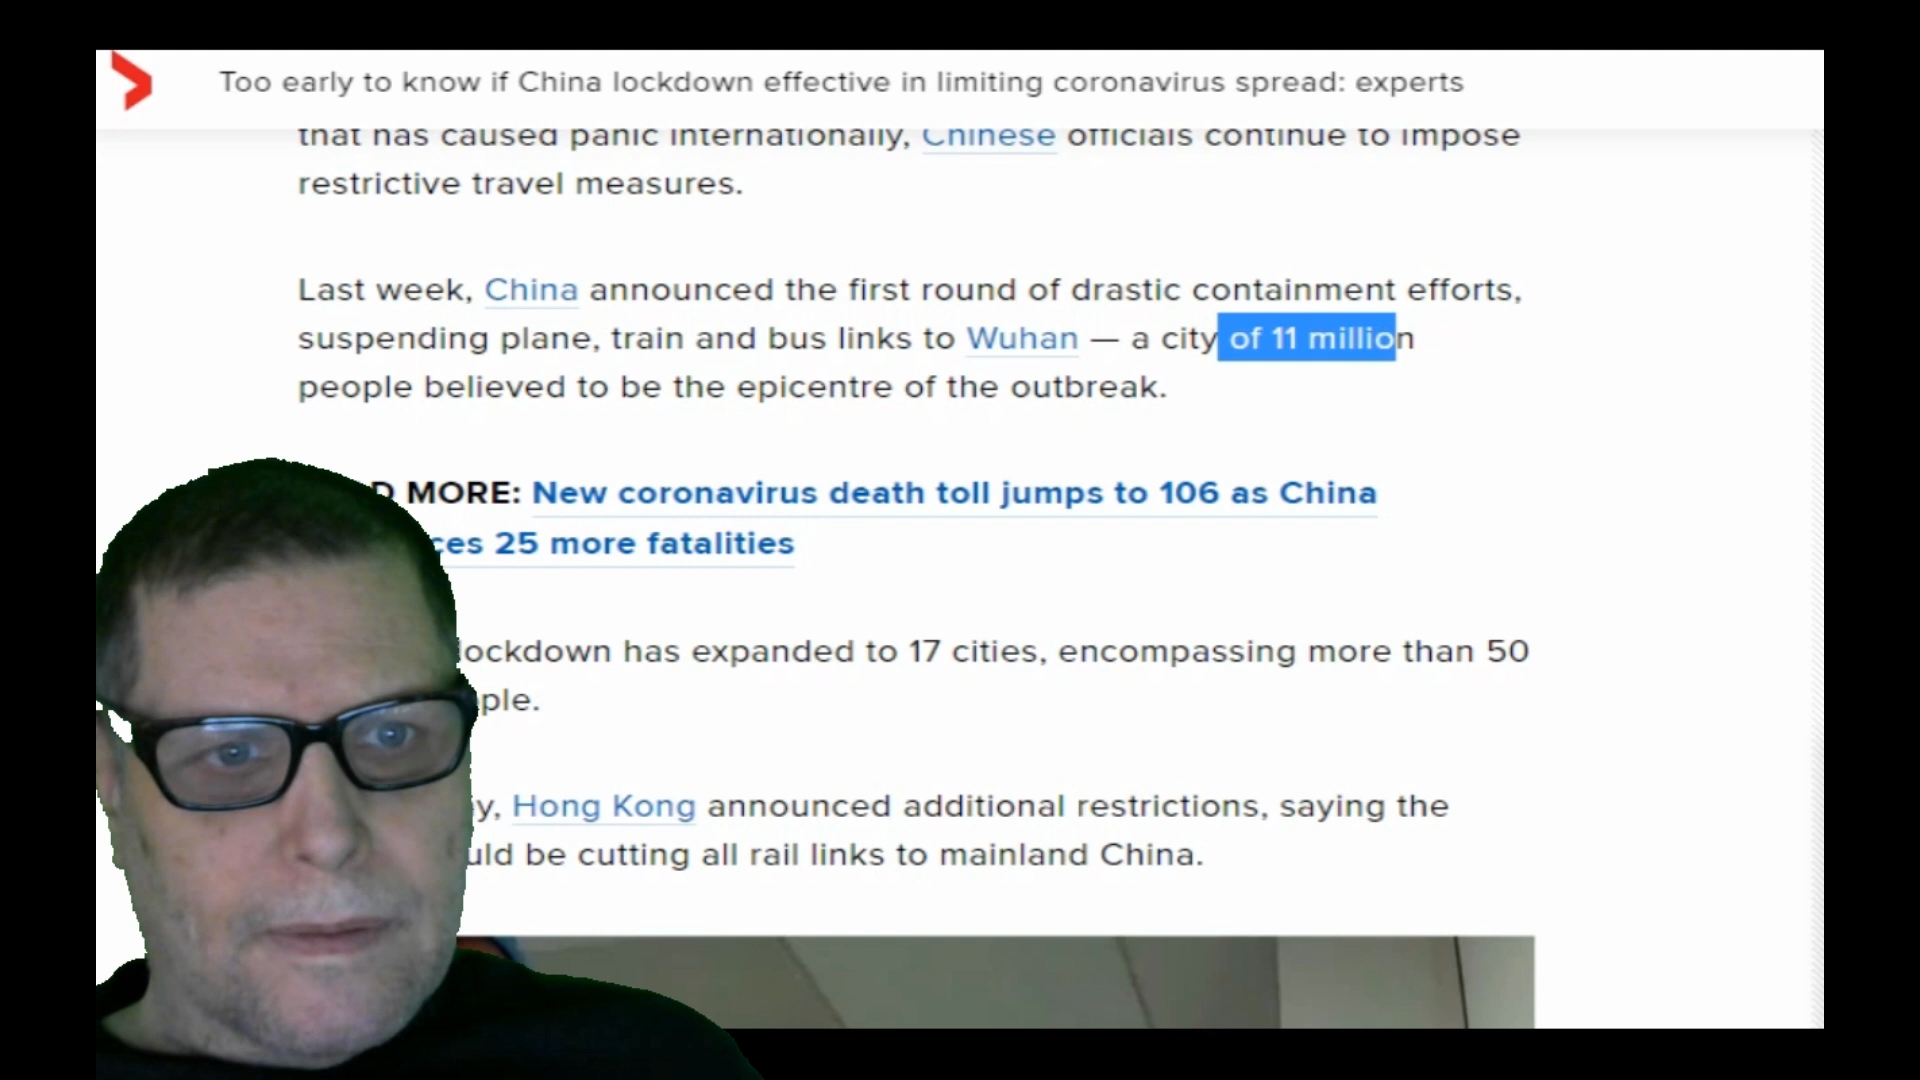 Too early to know if China lockdown effective in limiting coronavirus spread: experts
that has caused panic internationally, Chinese officials continue to impose
restrictive travel measures.
Last week, China announced the first round of drastic containment efforts,
suspending plane, train and bus links to Wuhan — a city of 11 million
people believed to be the epicentre of the outbreak.
D MORE: New coronavirus death toll jumps to 106 as China
ces 25 more fatalities
lockdown has expanded to 17 cities, encompassing more than 50
ple.
y, Hong Kong announced additional restrictions, saying the
uld be cutting all rail links to mainland China.